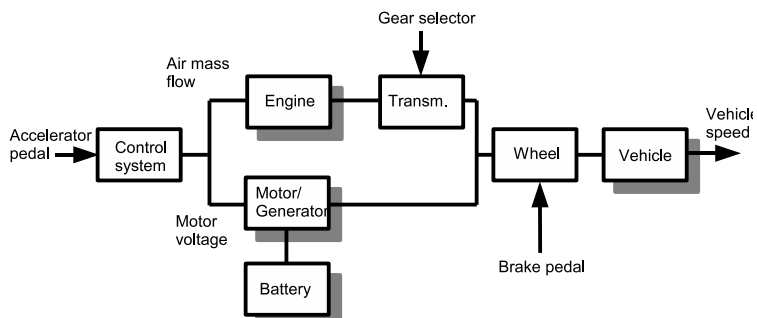 Gear selector
Air mass
flow
Engine
Transm.
Accelerator
pedal
Control
system
Wheel
Vehicle
Vehicle
speed
Motor/
Generator
Motor
voltage
Brake pedal
Battery